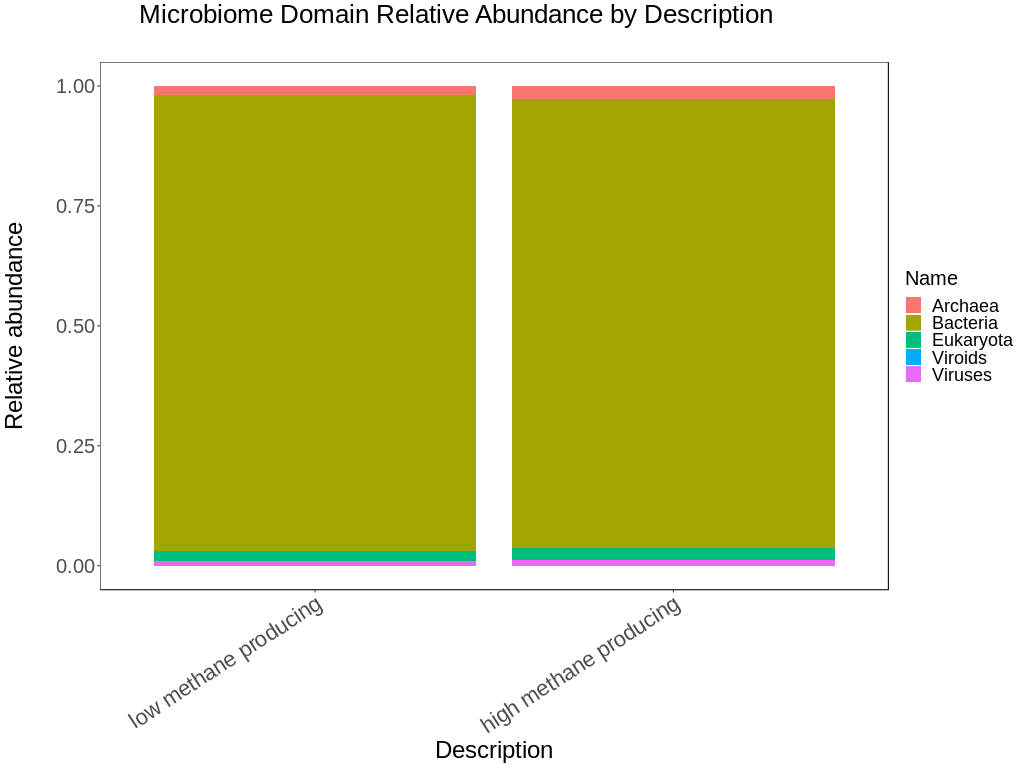 Microbiome Domain Relative Abundance by Description
Relative abundance
1.00
0.75
0.50
0.25
0.00
low methane producing
high methane producing
Description
Name
Archaea
Bacteria
Eukaryota
Viroids
Viruses